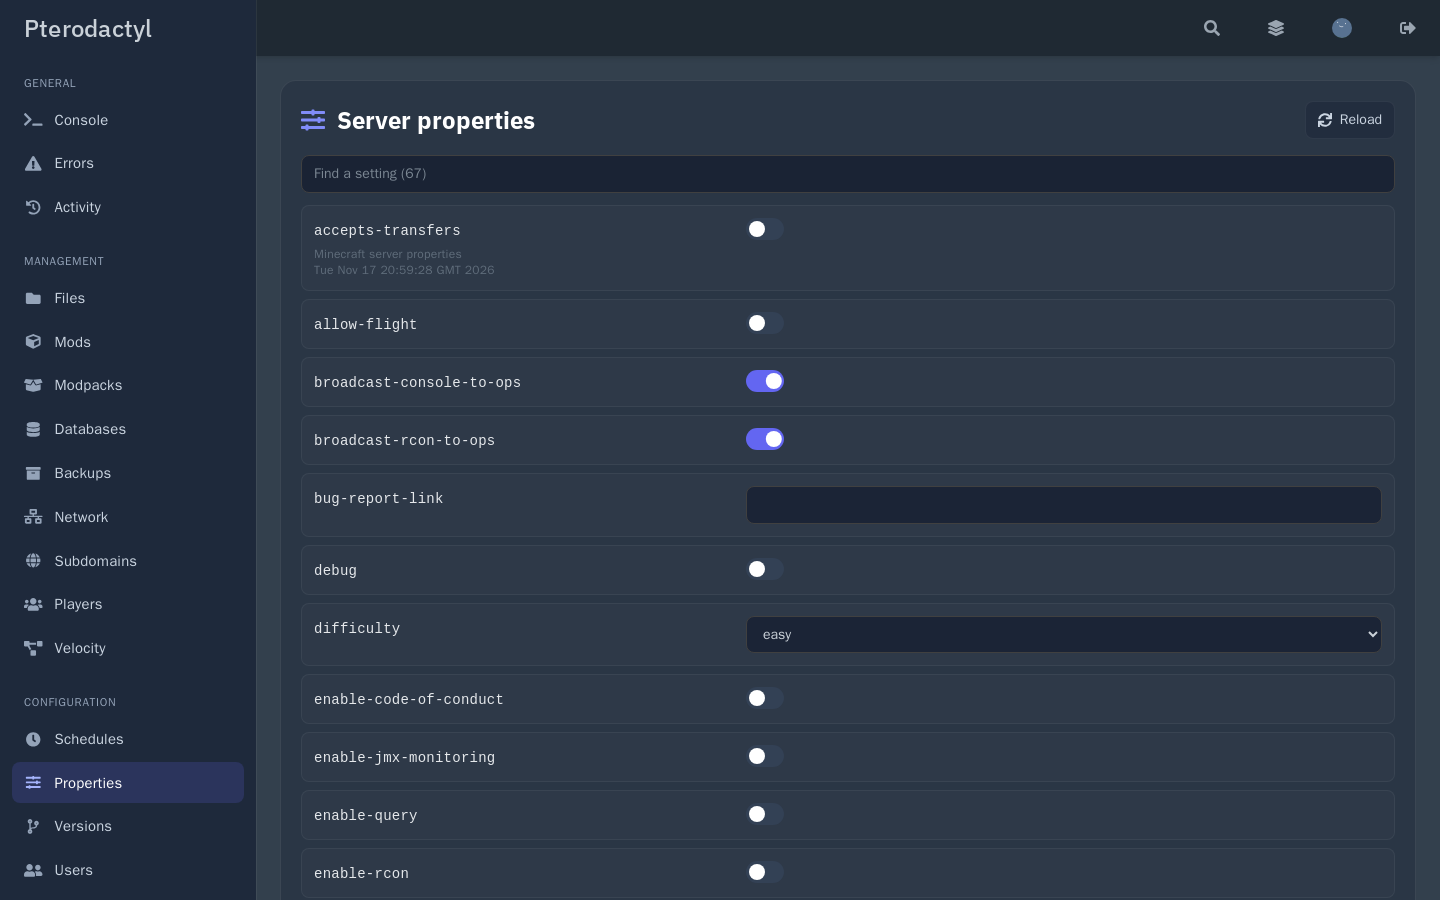 Pterodactyl
GENERAL
Console
Errors
Activity
MANAGEMENT
Files
Mods
Modpacks
Databases
Backups
Network
Subdomains
Players
Velocity
CONFIGURATION
Schedules
Properties
Versions
Users
Server properties
Reload
Find a setting (67)
accepts-transfers
Minecraft server properties
Tue Nov 17 20:59:28 GMT 2026
allow-flight
broadcast-console-to-ops
broadcast-rcon-to-ops
bug-report-link
debug
difficulty
easy
enable-code-of-conduct
enable-jmx-monitoring
enable-query
enable-rcon